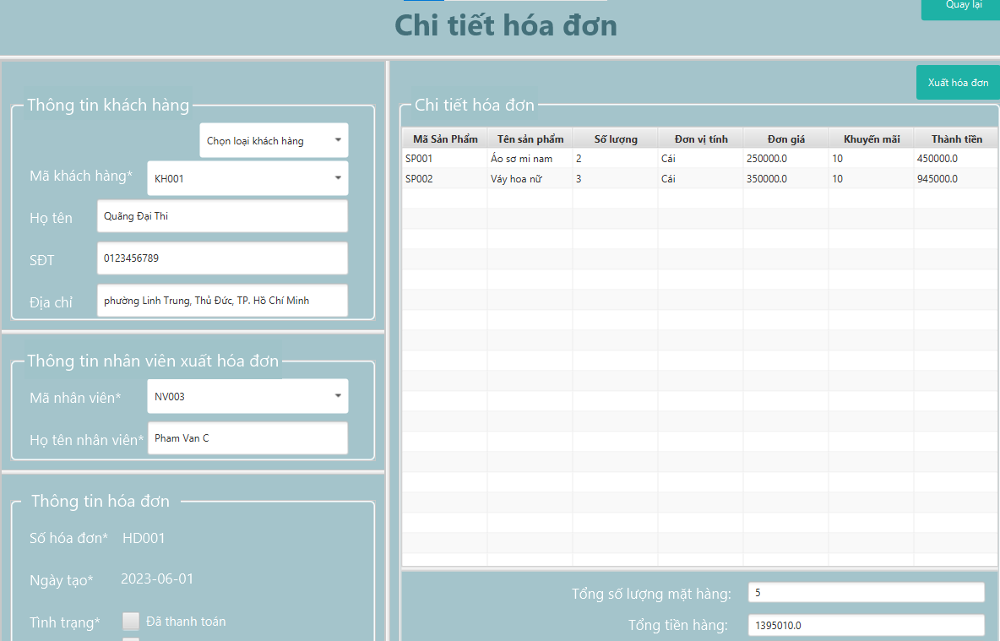 Quay lại
Chi tiết hóa đơn
Xuất hóa đơn
Thông tin khách hàng
Chọn loại khách hàng
Mã khách hàng* KH001
Họ tên Quãng Đại Thi
SĐT 0123456789
Địa chỉ phường Linh Trung, Thủ Đức, TP. Hồ Chí Minh
Thông tin nhân viên xuất hóa đơn
Mã nhân viên* NV003
Họ tên nhân viên* Pham Van C
Thông tin hóa đơn
Số hóa đơn* HD001
Ngày tạo* 2023-06-01
Tình trạng* Đã thanh toán
Chi tiết hóa đơn
Mã Sản Phẩm Tên sản phẩm Số lượng Đơn vị tính Đơn giá Khuyến mãi Thành tiền
SP001 Áo sơ mi nam 2 Cái 250000.0 10 450000.0
SP002 Váy hoa nữ 3 Cái 350000.0 10 945000.0
Tổng số lượng mặt hàng: 5
Tổng tiền hàng: 1395010.0